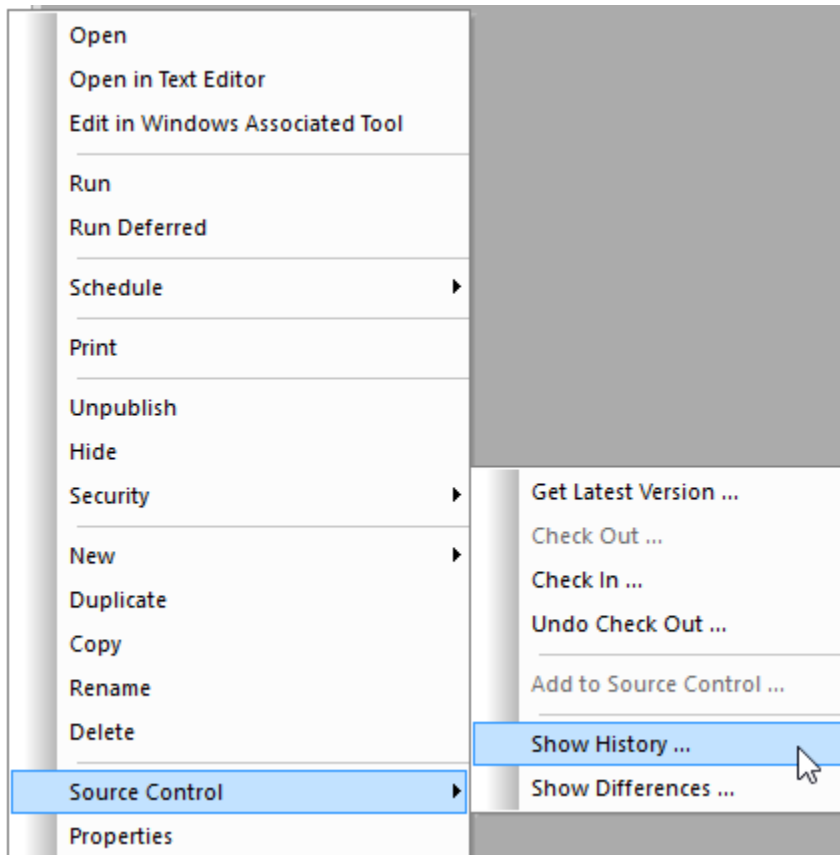 Open
Open in Text Editor
Edit in Windows Associated Tool
Run
Run Deferred
Schedule
Print
Unpublish
Hide
Security
New
Duplicate
Copy
Rename
Delete
Source Control
Properties
Get Latest Version ...
Check Out ...
Check In ...
Undo Check Out ...
Add to Source Control ...
Show History ...
Show Differences ...